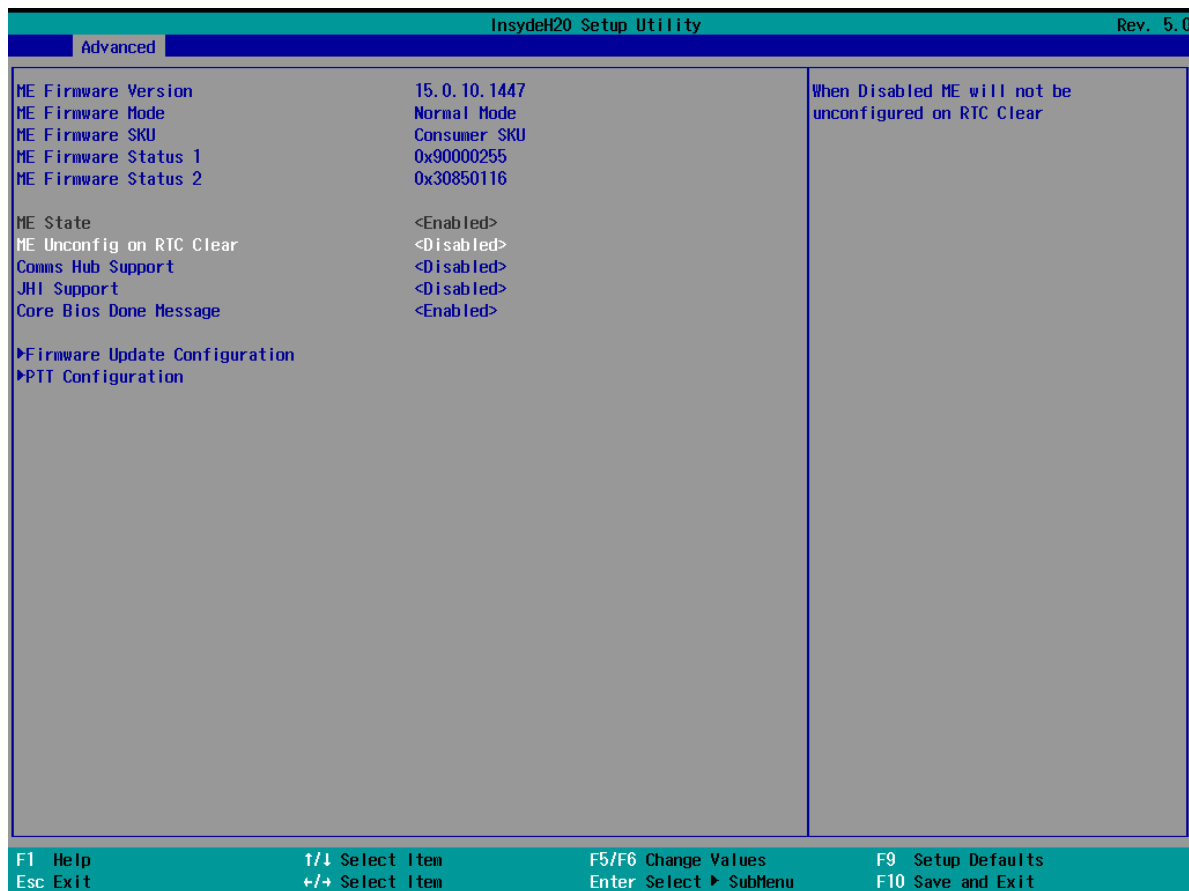 InsydeH20 Setup Utility Rev. 5.0
Advanced
ME Firmware Version 15.0.10.1447
ME Firmware Mode Normal Mode
ME Firmware SKU Consumer SKU
ME Firmware Status 1 0x90000255
ME Firmware Status 2 0x30850116
ME State <Enabled>
ME Unconfig on RTC Clear <Disabled>
Comms Hub Support <Disabled>
JHI Support <Disabled>
Core Bios Done Message <Enabled>
▶Firmware Update Configuration
▶PTT Configuration
When Disabled ME will not be
unconfigured on RTC Clear
F1 Help ↑/↓ Select Item F5/F6 Change Values F9 Setup Defaults
Esc Exit ←/→ Select Item Enter Select ▶ SubMenu F10 Save and Exit